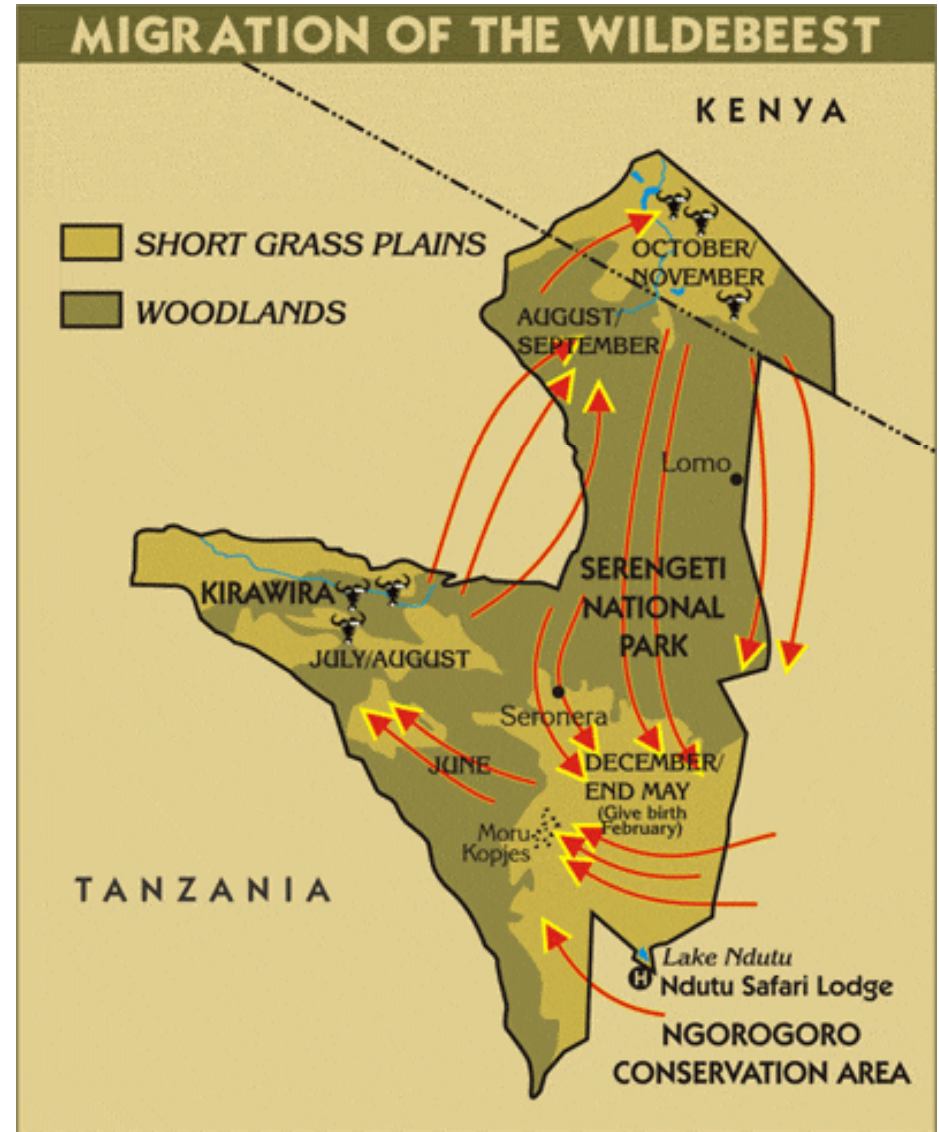 MIGRATION OF THE WILDEBEEST
KENYA
SHORT GRASS PLAINS
WOODLANDS
OCTOBER/
NOVEMBER
AUGUST/
SEPTEMBER
Lomo
SERENGETI
NATIONAL
PARK
KIRAWIRA
JULY/AUGUST
Seronera
JUNE
DECEMBER/
END MAY
(Give birth
February)
Moru
Kopjes
TANZANIA
Lake Ndutu
H Ndutu Safari Lodge
NGOROGORO
CONSERVATION AREA